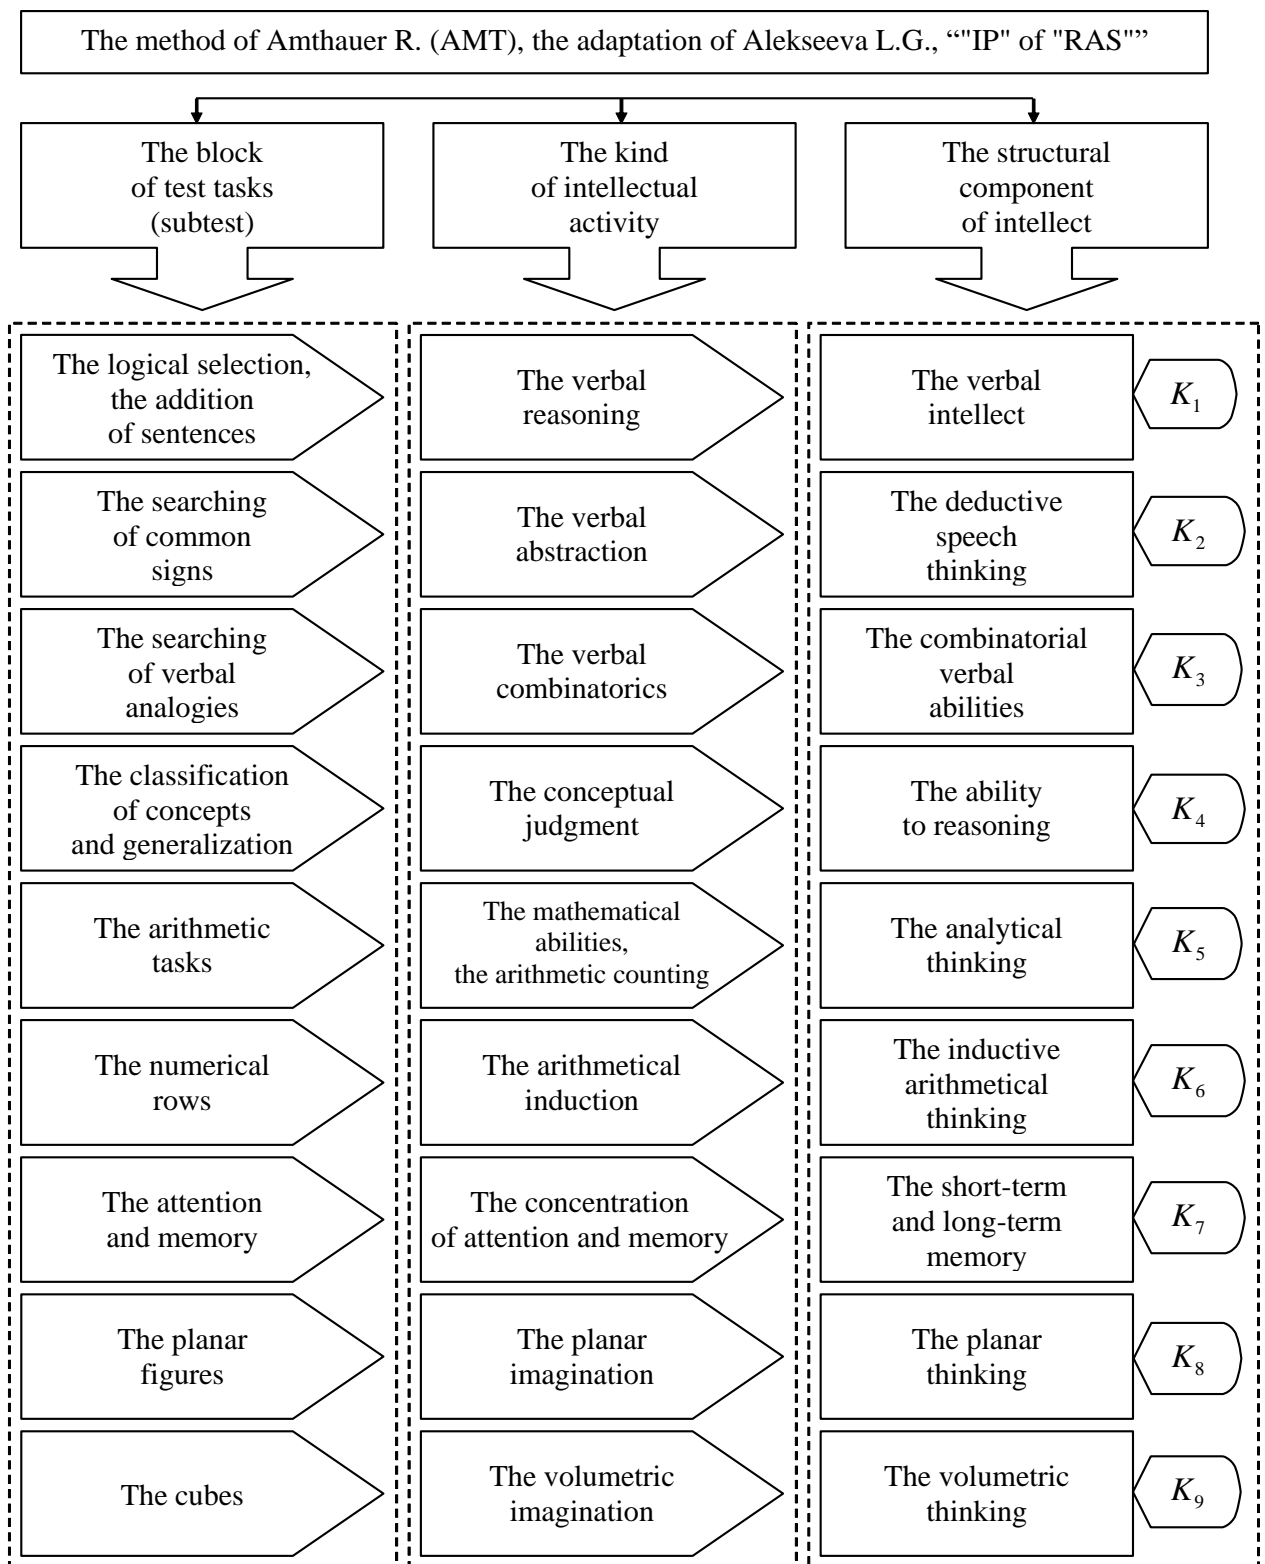 The method of Amthauer R. (AMT), the adaptation of Alekseeva L.G., “"IP" of "RAS"”
The block
of test tasks
(subtest)
The kind
of intellectual
activity
The structural
component
of intellect
The logical selection,
the addition
of sentences
The verbal
reasoning
The verbal
intellect
K1
The searching
of common
signs
The verbal
abstraction
The deductive
speech
thinking
K2
The searching
of verbal
analogies
The verbal
combinatorics
The combinatorial
verbal
abilities
K3
The classification
of concepts
and generalization
The conceptual
judgment
The ability
to reasoning
K4
The arithmetic
tasks
The mathematical
abilities,
the arithmetic counting
The analytical
thinking
K5
The numerical
rows
The arithmetical
induction
The inductive
arithmetical
thinking
K6
The attention
and memory
The concentration
of attention and memory
The short-term
and long-term
memory
K7
The planar
figures
The planar
imagination
The planar
thinking
K8
The cubes
The volumetric
imagination
The volumetric
thinking
K9